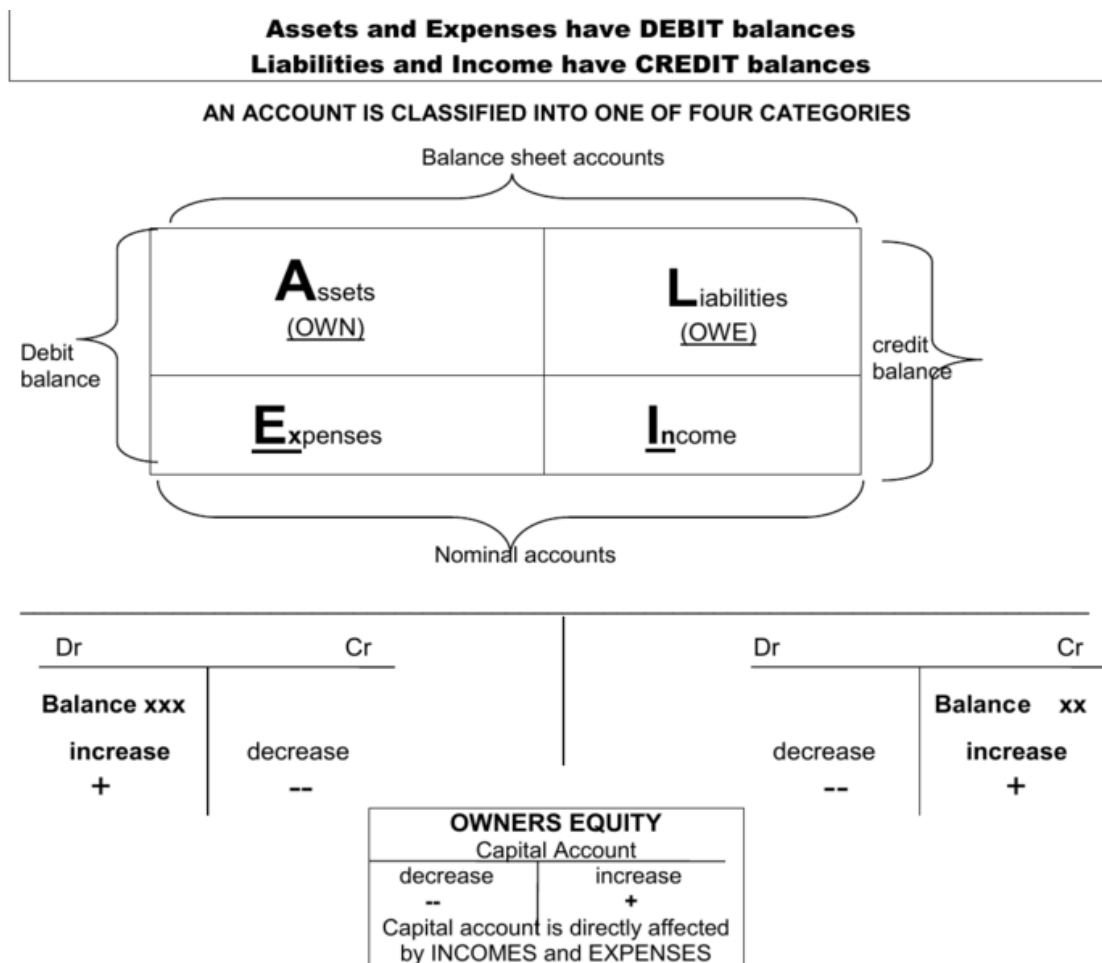 Assets and Expenses have DEBIT balances
Liabilities and Income have CREDIT balances
AN ACCOUNT IS CLASSIFIED INTO ONE OF FOUR CATEGORIES
Balance sheet accounts
Assets
(OWN)
Liabilities
(OWE)
Debit
balance
credit
balance
Expenses
Income
Nominal accounts
Dr Cr
Balance xxx
increase decrease
+ --
Dr Cr
Balance xx
decrease increase
-- +
OWNERS EQUITY
Capital Account
decrease increase
-- +
Capital account is directly affected
by INCOMES and EXPENSES